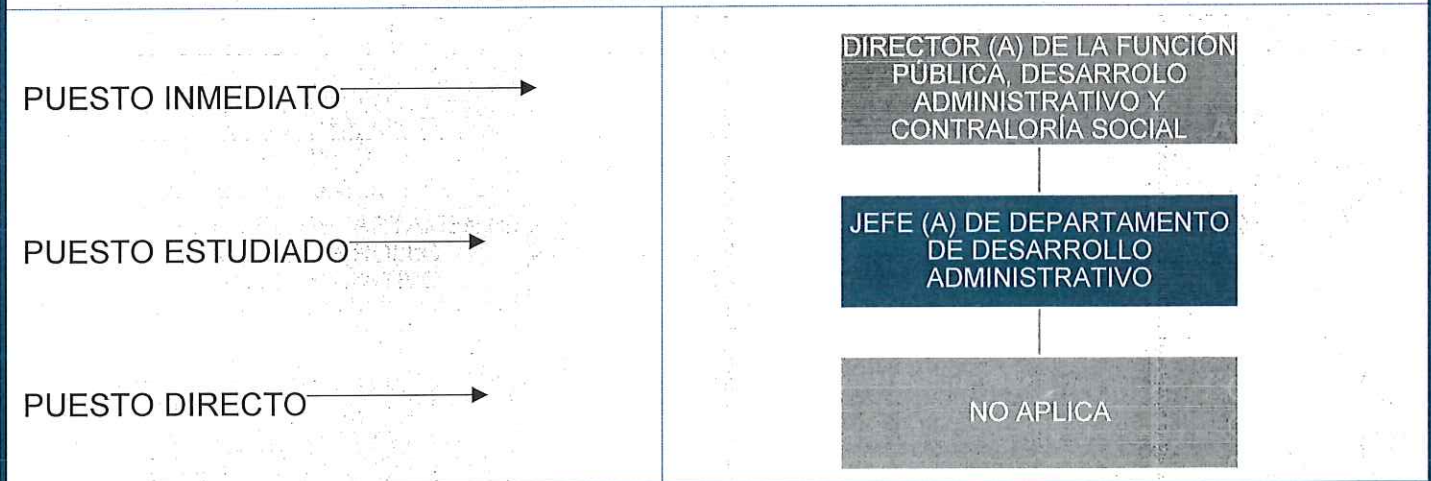 PUESTO INMEDIATO
DIRECTOR (A) DE LA FUNCIÓN
PÚBLICA, DESARROLO
ADMINISTRATIVO Y
CONTRALORÍA SOCIAL
PUESTO ESTUDIADO
JEFE (A) DE DEPARTAMENTO
DE DESARROLLO
ADMINISTRATIVO
PUESTO DIRECTO
NO APLICA